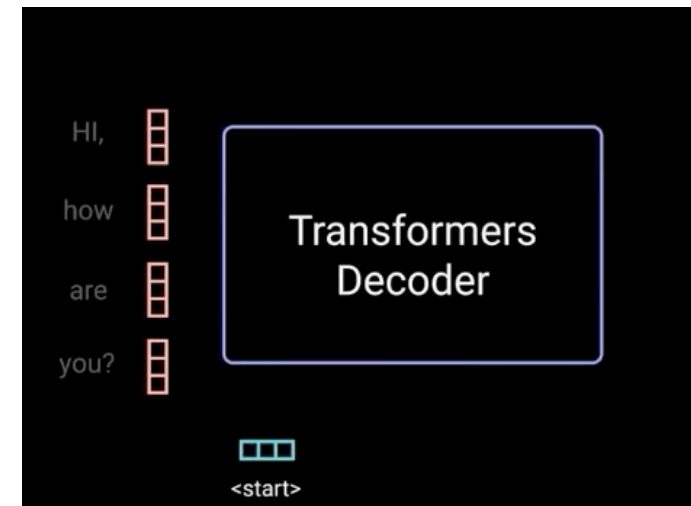 HI,
how
are
you?
Transformers
Decoder
<start>